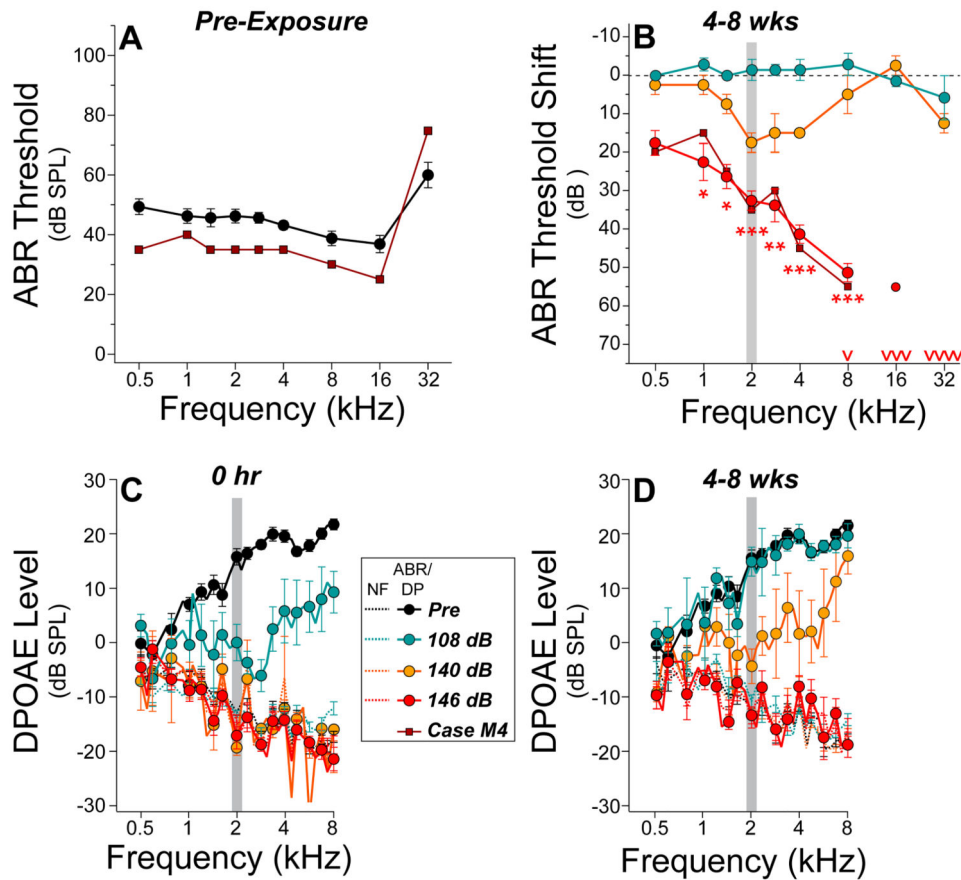 A
Pre-Exposure
100
80
60
40
20
0
ABR Threshold
(dB SPL)
0.5 1 2 4 8 16 32
Frequency (kHz)
B
4-8 wks
-10
0
10
20
30
40
50
60
70
ABR Threshold Shift
(dB)
*
*
***
**
***
***
v
vvv
vvvv
0.5 1 2 4 8 16 32
Frequency (kHz)
C
0 hr
30
20
10
0
-10
-20
-30
DPOAE Level
(dB SPL)
0.5 1 2 4 8
Frequency (kHz)
ABR/
NF DP
Pre
108 dB
140 dB
146 dB
Case M4
D
4-8 wks
30
20
10
0
-10
-20
-30
DPOAE Level
(dB SPL)
0.5 1 2 4 8
Frequency (kHz)